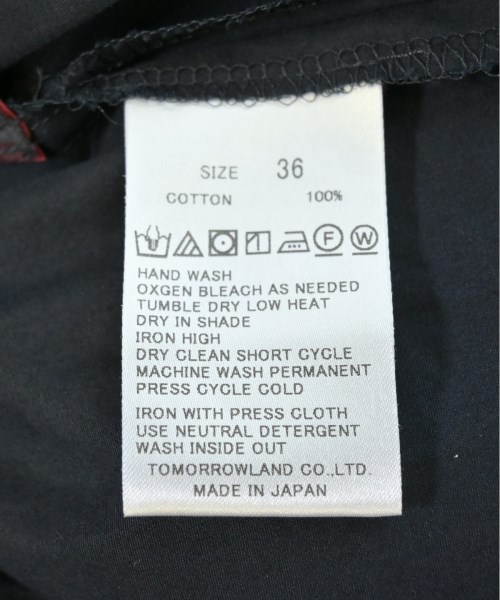 SIZE 36
COTTON 100%
F W
HAND WASH
OXGEN BLEACH AS NEEDED
TUMBLE DRY LOW HEAT
DRY IN SHADE
IRON HIGH
DRY CLEAN SHORT CYCLE
MACHINE WASH PERMANENT
PRESS CYCLE COLD
IRON WITH PRESS CLOTH
USE NEUTRAL DETERGENT
WASH INSIDE OUT
TOMORROWLAND CO.,LTD.
MADE IN JAPAN